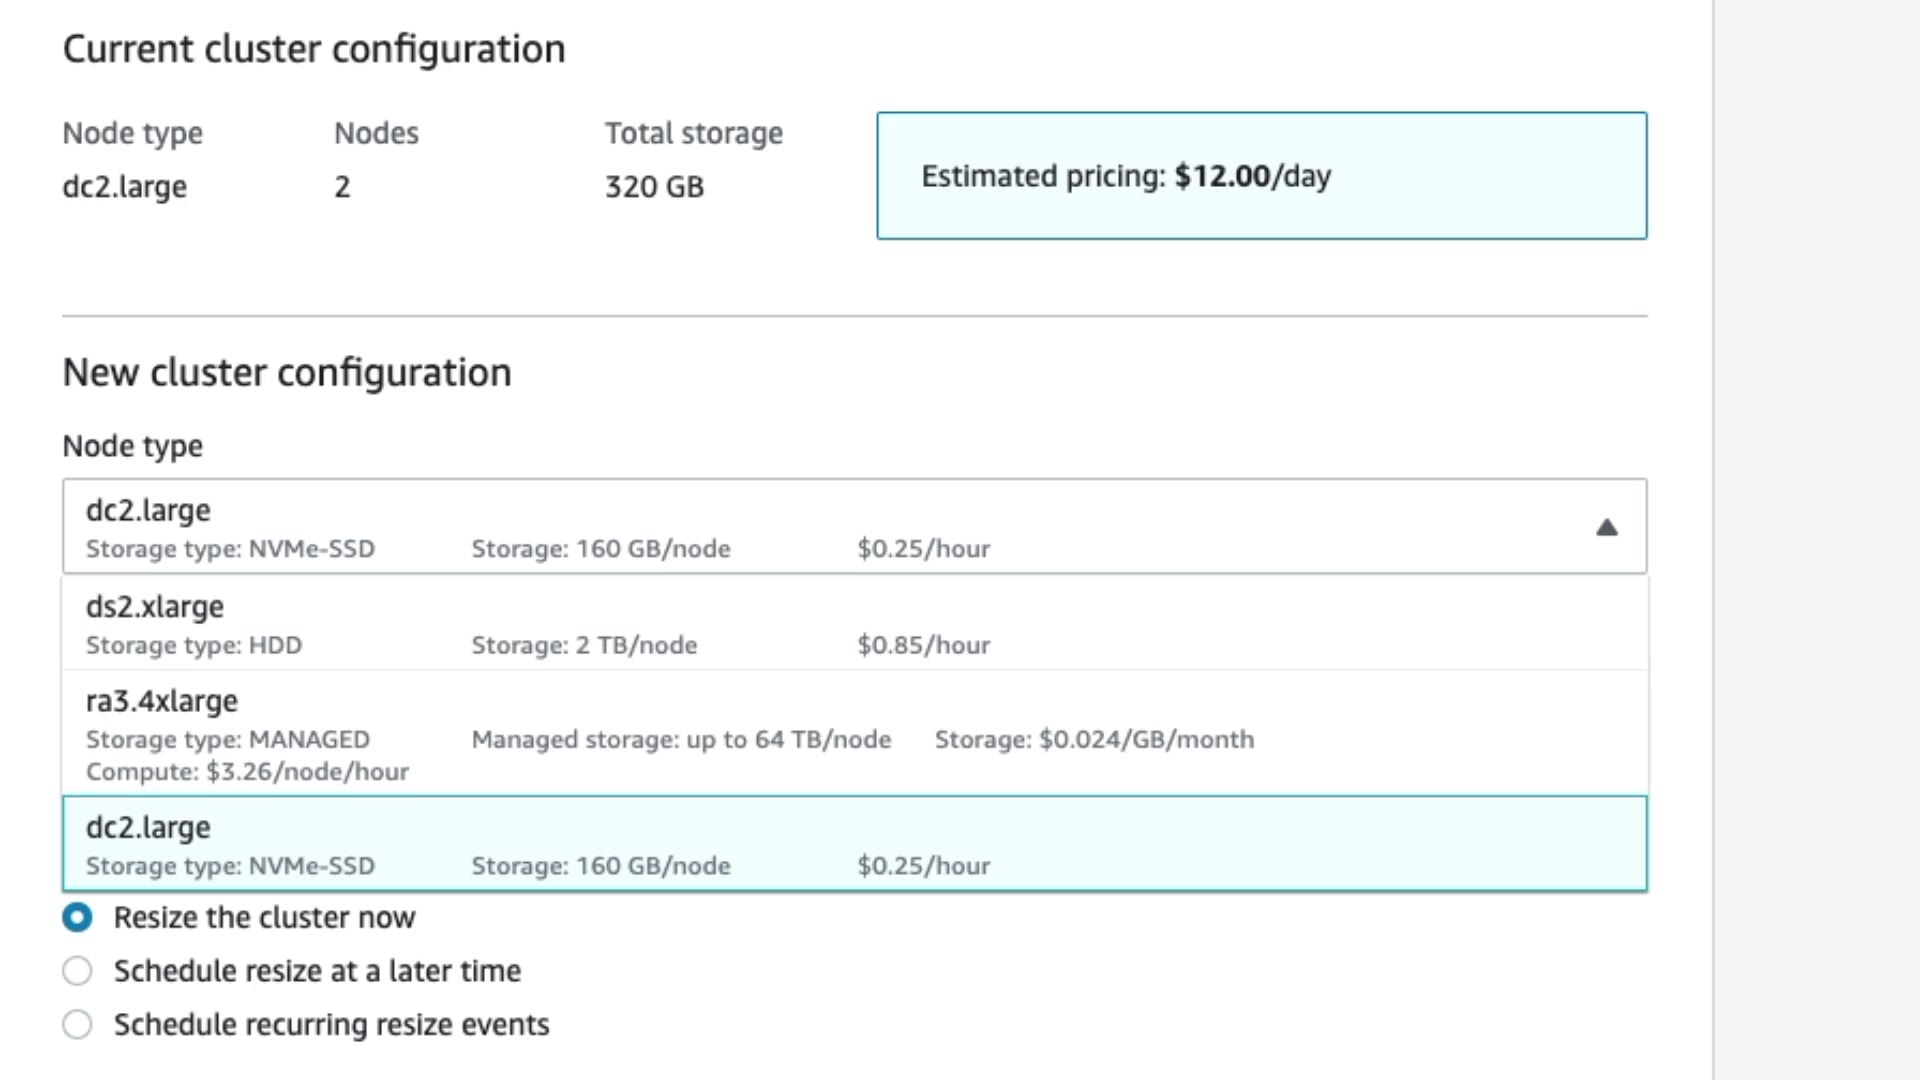 Current cluster configuration
Node type Nodes Total storage
dc2.large 2 320 GB
Estimated pricing: $12.00/day
New cluster configuration
Node type
dc2.large
Storage type: NVMe-SSD Storage: 160 GB/node $0.25/hour
ds2.xlarge
Storage type: HDD Storage: 2 TB/node $0.85/hour
ra3.4xlarge
Storage type: MANAGED Managed storage: up to 64 TB/node Storage: $0.024/GB/month
Compute: $3.26/node/hour
dc2.large
Storage type: NVMe-SSD Storage: 160 GB/node $0.25/hour
Resize the cluster now
Schedule resize at a later time
Schedule recurring resize events